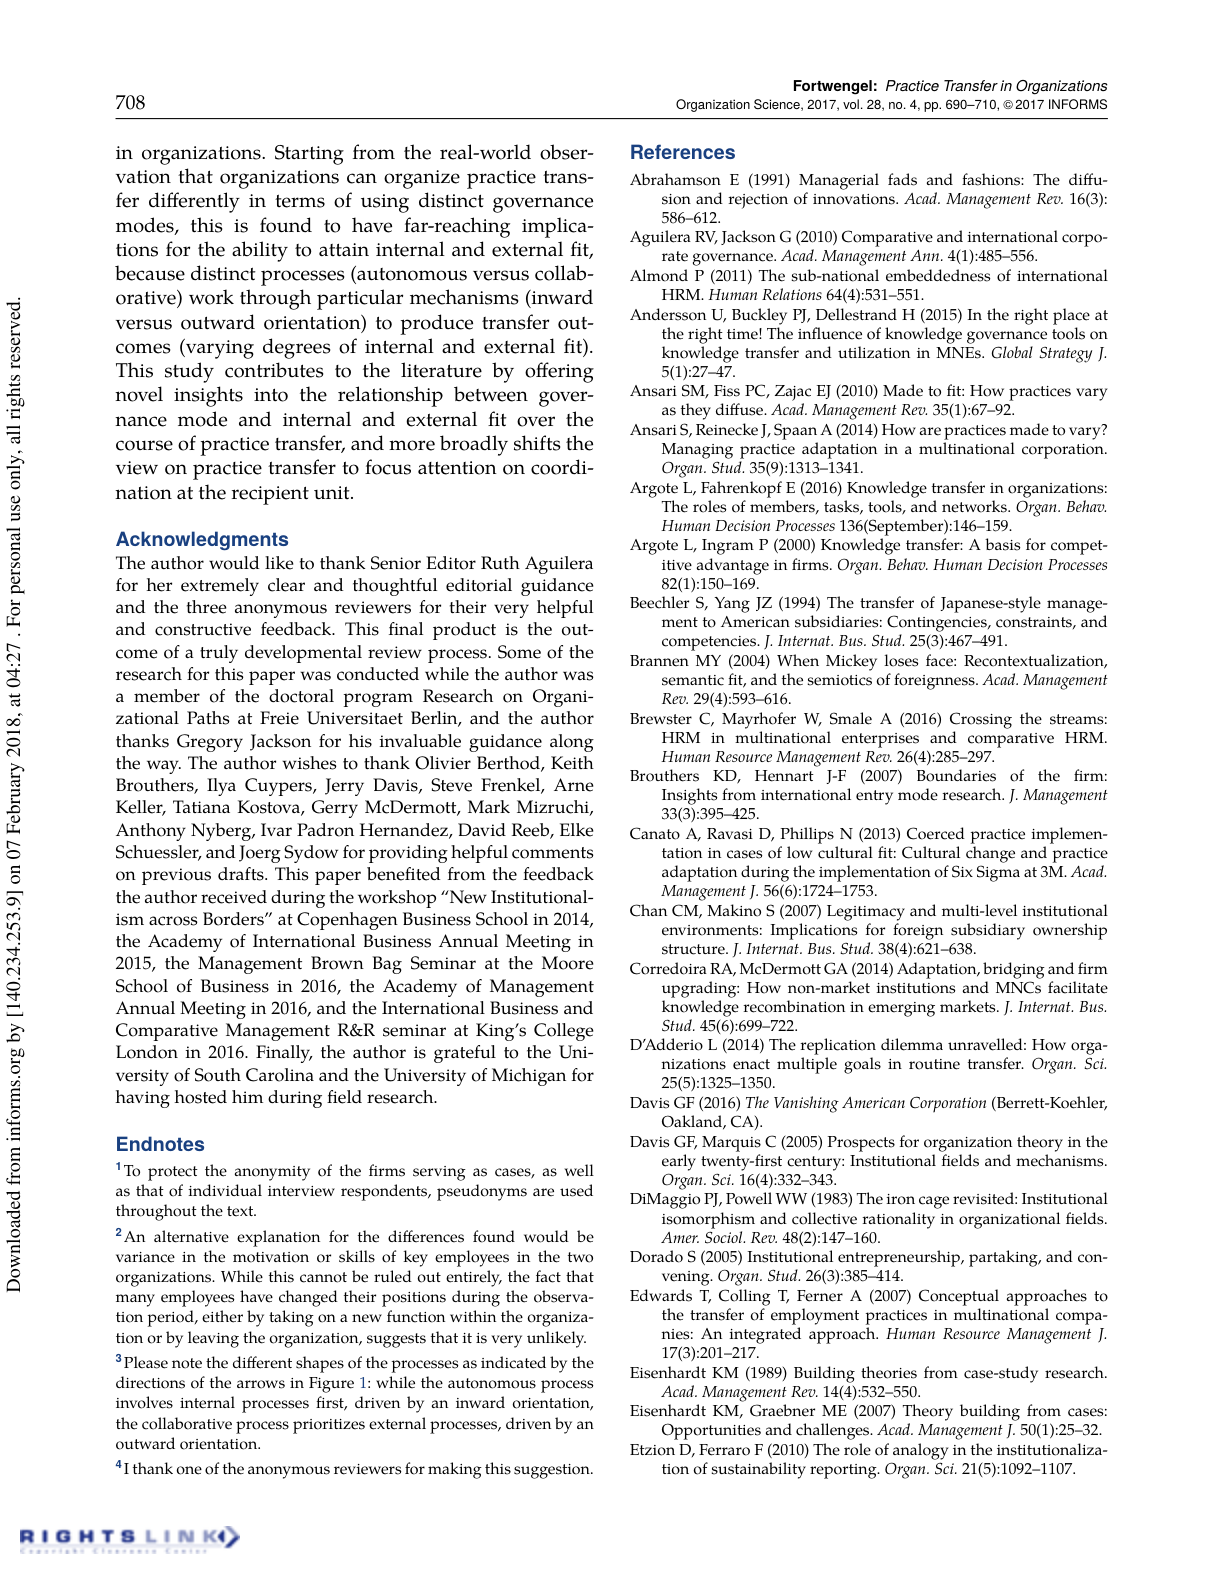 708
Fortwengel: Practice Transfer in Organizations
Organization Science, 2017, vol. 28, no. 4, pp. 690–710, © 2017 INFORMS
in organizations. Starting from the real-world obser-
vation that organizations can organize practice trans-
fer differently in terms of using distinct governance
modes, this is found to have far-reaching implica-
tions for the ability to attain internal and external fit,
because distinct processes (autonomous versus collab-
orative) work through particular mechanisms (inward
versus outward orientation) to produce transfer out-
comes (varying degrees of internal and external fit).
This study contributes to the literature by offering
novel insights into the relationship between gover-
nance mode and internal and external fit over the
course of practice transfer, and more broadly shifts the
view on practice transfer to focus attention on coordi-
nation at the recipient unit.
Acknowledgments
The author would like to thank Senior Editor Ruth Aguilera
for her extremely clear and thoughtful editorial guidance
and the three anonymous reviewers for their very helpful
and constructive feedback. This final product is the out-
come of a truly developmental review process. Some of the
research for this paper was conducted while the author was
a member of the doctoral program Research on Organi-
zational Paths at Freie Universitaet Berlin, and the author
thanks Gregory Jackson for his invaluable guidance along
the way. The author wishes to thank Olivier Berthod, Keith
Brouthers, Ilya Cuypers, Jerry Davis, Steve Frenkel, Arne
Keller, Tatiana Kostova, Gerry McDermott, Mark Mizruchi,
Anthony Nyberg, Ivar Padron Hernandez, David Reeb, Elke
Schuessler, and Joerg Sydow for providing helpful comments
on previous drafts. This paper benefited from the feedback
the author received during the workshop “New Institutional-
ism across Borders” at Copenhagen Business School in 2014,
the Academy of International Business Annual Meeting in
2015, the Management Brown Bag Seminar at the Moore
School of Business in 2016, the Academy of Management
Annual Meeting in 2016, and the International Business and
Comparative Management R&R seminar at King’s College
London in 2016. Finally, the author is grateful to the Uni-
versity of South Carolina and the University of Michigan for
having hosted him during field research.
Endnotes
1 To protect the anonymity of the firms serving as cases, as well
as that of individual interview respondents, pseudonyms are used
throughout the text.
2 An alternative explanation for the differences found would be
variance in the motivation or skills of key employees in the two
organizations. While this cannot be ruled out entirely, the fact that
many employees have changed their positions during the observa-
tion period, either by taking on a new function within the organiza-
tion or by leaving the organization, suggests that it is very unlikely.
3 Please note the different shapes of the processes as indicated by the
directions of the arrows in Figure 1: while the autonomous process
involves internal processes first, driven by an inward orientation,
the collaborative process prioritizes external processes, driven by an
outward orientation.
4 I thank one of the anonymous reviewers for making this suggestion.
References
Abrahamson E (1991) Managerial fads and fashions: The diffu-
sion and rejection of innovations. Acad. Management Rev. 16(3):
586–612.
Aguilera RV, Jackson G (2010) Comparative and international corpo-
rate governance. Acad. Management Ann. 4(1):485–556.
Almond P (2011) The sub-national embeddedness of international
HRM. Human Relations 64(4):531–551.
Andersson U, Buckley PJ, Dellestrand H (2015) In the right place at
the right time! The influence of knowledge governance tools on
knowledge transfer and utilization in MNEs. Global Strategy J.
5(1):27–47.
Ansari SM, Fiss PC, Zajac EJ (2010) Made to fit: How practices vary
as they diffuse. Acad. Management Rev. 35(1):67–92.
Ansari S, Reinecke J, Spaan A (2014) How are practices made to vary?
Managing practice adaptation in a multinational corporation.
Organ. Stud. 35(9):1313–1341.
Argote L, Fahrenkopf E (2016) Knowledge transfer in organizations:
The roles of members, tasks, tools, and networks. Organ. Behav.
Human Decision Processes 136(September):146–159.
Argote L, Ingram P (2000) Knowledge transfer: A basis for compet-
itive advantage in firms. Organ. Behav. Human Decision Processes
82(1):150–169.
Beechler S, Yang JZ (1994) The transfer of Japanese-style manage-
ment to American subsidiaries: Contingencies, constraints, and
competencies. J. Internat. Bus. Stud. 25(3):467–491.
Brannen MY (2004) When Mickey loses face: Recontextualization,
semantic fit, and the semiotics of foreignness. Acad. Management
Rev. 29(4):593–616.
Brewster C, Mayrhofer W, Smale A (2016) Crossing the streams:
HRM in multinational enterprises and comparative HRM.
Human Resource Management Rev. 26(4):285–297.
Brouthers KD, Hennart J-F (2007) Boundaries of the firm:
Insights from international entry mode research. J. Management
33(3):395–425.
Canato A, Ravasi D, Phillips N (2013) Coerced practice implemen-
tation in cases of low cultural fit: Cultural change and practice
adaptation during the implementation of Six Sigma at 3M. Acad.
Management J. 56(6):1724–1753.
Chan CM, Makino S (2007) Legitimacy and multi-level institutional
environments: Implications for foreign subsidiary ownership
structure. J. Internat. Bus. Stud. 38(4):621–638.
Corredoira RA, McDermott GA (2014) Adaptation, bridging and firm
upgrading: How non-market institutions and MNCs facilitate
knowledge recombination in emerging markets. J. Internat. Bus.
Stud. 45(6):699–722.
D’Adderio L (2014) The replication dilemma unravelled: How orga-
nizations enact multiple goals in routine transfer. Organ. Sci.
25(5):1325–1350.
Davis GF (2016) The Vanishing American Corporation (Berrett-Koehler,
Oakland, CA).
Davis GF, Marquis C (2005) Prospects for organization theory in the
early twenty-first century: Institutional fields and mechanisms.
Organ. Sci. 16(4):332–343.
DiMaggio PJ, Powell WW (1983) The iron cage revisited: Institutional
isomorphism and collective rationality in organizational fields.
Amer. Sociol. Rev. 48(2):147–160.
Dorado S (2005) Institutional entrepreneurship, partaking, and con-
vening. Organ. Stud. 26(3):385–414.
Edwards T, Colling T, Ferner A (2007) Conceptual approaches to
the transfer of employment practices in multinational compa-
nies: An integrated approach. Human Resource Management J.
17(3):201–217.
Eisenhardt KM (1989) Building theories from case-study research.
Acad. Management Rev. 14(4):532–550.
Eisenhardt KM, Graebner ME (2007) Theory building from cases:
Opportunities and challenges. Acad. Management J. 50(1):25–32.
Etzion D, Ferraro F (2010) The role of analogy in the institutionaliza-
tion of sustainability reporting. Organ. Sci. 21(5):1092–1107.
Downloaded from informs.org by [140.234.253.9] on 07 February 2018, at 04:27 . For personal use only, all rights reserved.
RIGHTSLINK
Copyright Clearance Center